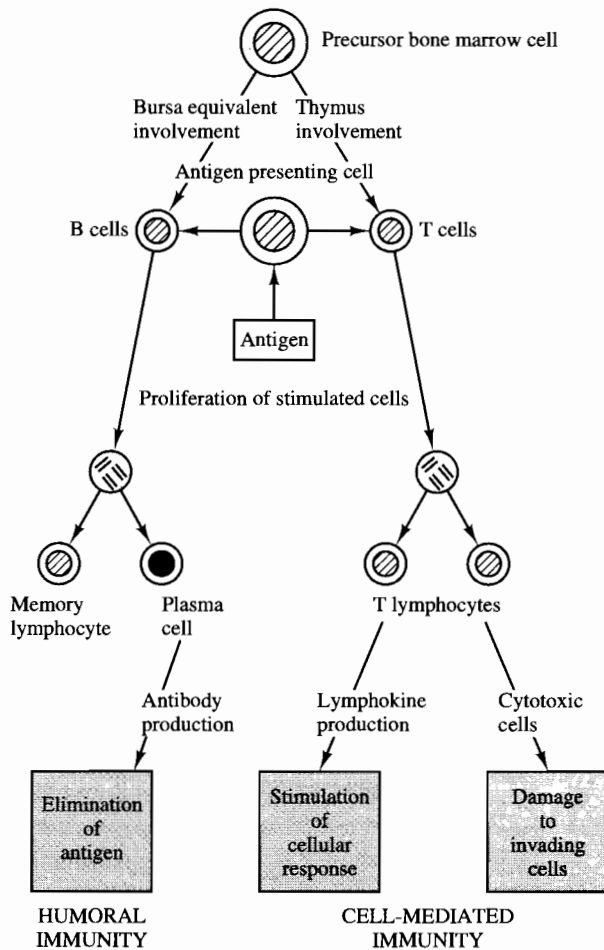 Precursor bone marrow cell
Bursa equivalent
involvement
Thymus
involvement
Antigen presenting cell
B cells
T cells
Antigen
Proliferation of stimulated cells
Memory
lymphocyte
Plasma
cell
T lymphocytes
Antibody
production
Lymphokine
production
Cytotoxic
cells
Elimination
of
antigen
Stimulation
of
cellular
response
Damage
to
invading
cells
HUMORAL
IMMUNITY
CELL-MEDIATED
IMMUNITY